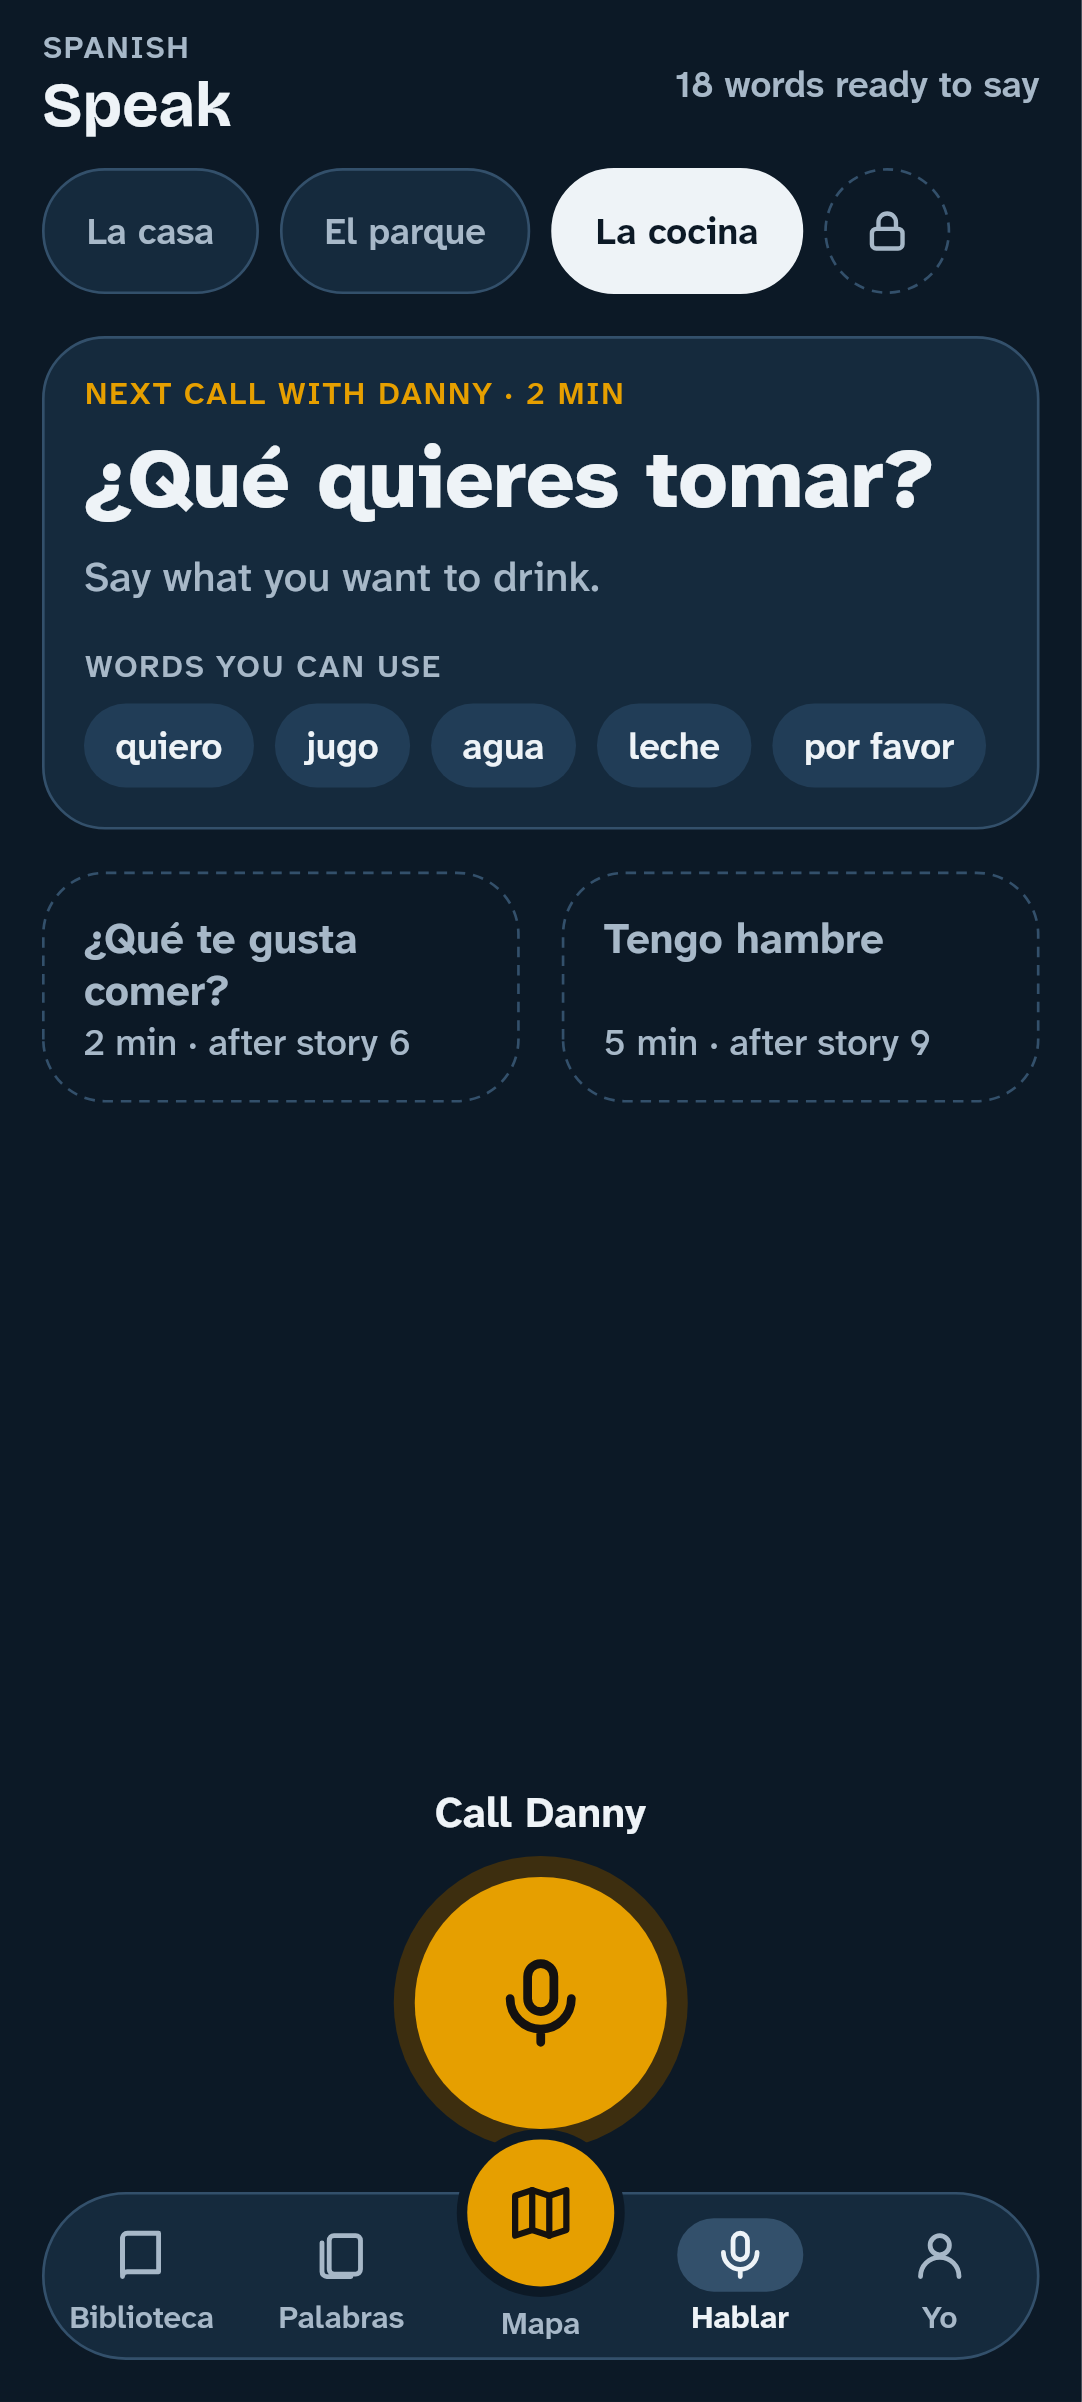 SPANISH
Speak
18 words ready to say
La casa
El parque
La cocina
NEXT CALL WITH DANNY · 2 MIN
¿Qué quieres tomar?
Say what you want to drink.
WORDS YOU CAN USE
quiero
jugo
agua
leche
por favor
¿Qué te gusta
comer?
2 min · after story 6
Tengo hambre
5 min · after story 9
Call Danny
Biblioteca
Palabras
Mapa
Hablar
Yo